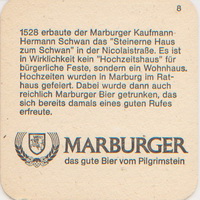 8
1528 erbaute der Marburger Kaufmann
Hermann Schwan das "Steinerne Haus
zum Schwan" in der Nicolaistraße. Es ist
in Wirklichkeit kein "Hochzeitshaus" für
bürgerliche Feste, sondern ein Wohnhaus.
Hochzeiten wurden in Marburg im Rat-
haus gefeiert. Dabei wurde dann auch
reichlich Marburger Bier getrunken, das
sich bereits damals eines guten Rufes
erfreute.
MARBURGER
das gute Bier vom Pilgrimstein